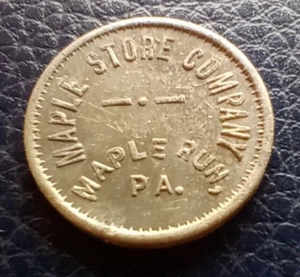 MAPLE STORE COMPANY
—.—
MAPLE RUN,
PA.